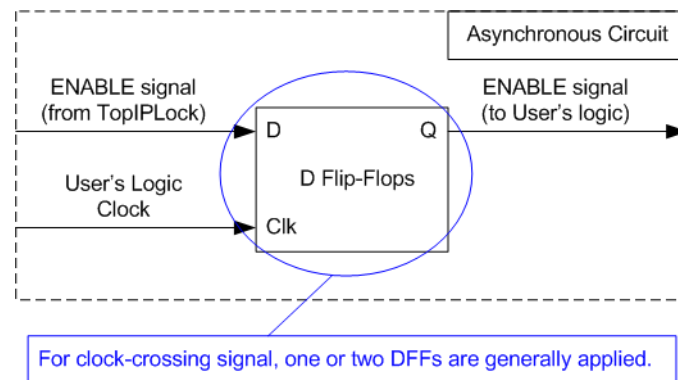 Asynchronous Circuit
ENABLE signal
(from TopIPLock)
ENABLE signal
(to User's logic)
D
Q
D Flip-Flops
User's Logic
Clock
Clk
For clock-crossing signal, one or two DFFs are generally applied.